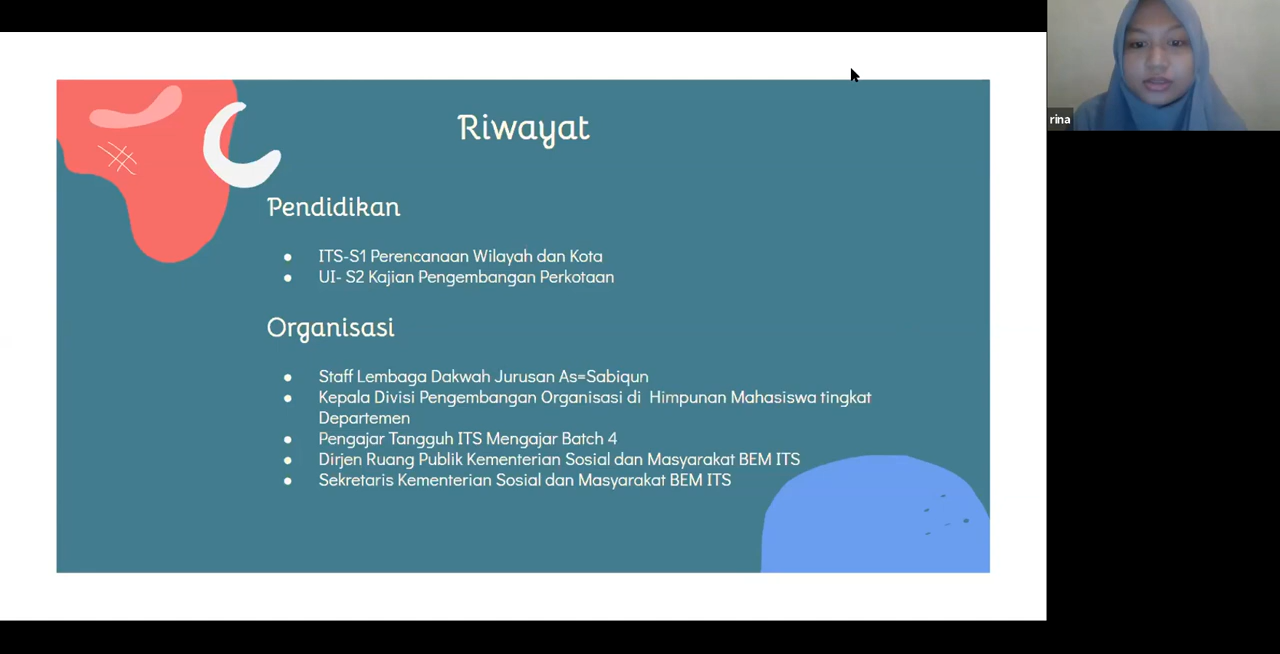 Riwayat
Pendidikan
● ITS-S1 Perencanaan Wilayah dan Kota
● UI- S2 Kajian Pengembangan Perkotaan
Organisasi
● Staff Lembaga Dakwah Jurusan As=Sabiqun
● Kepala Divisi Pengembangan Organisasi di Himpunan Mahasiswa tingkat
Departemen
● Pengajar Tangguh ITS Mengajar Batch 4
● Dirjen Ruang Publik Kementerian Sosial dan Masyarakat BEM ITS
● Sekretaris Kementerian Sosial dan Masyarakat BEM ITS
rina